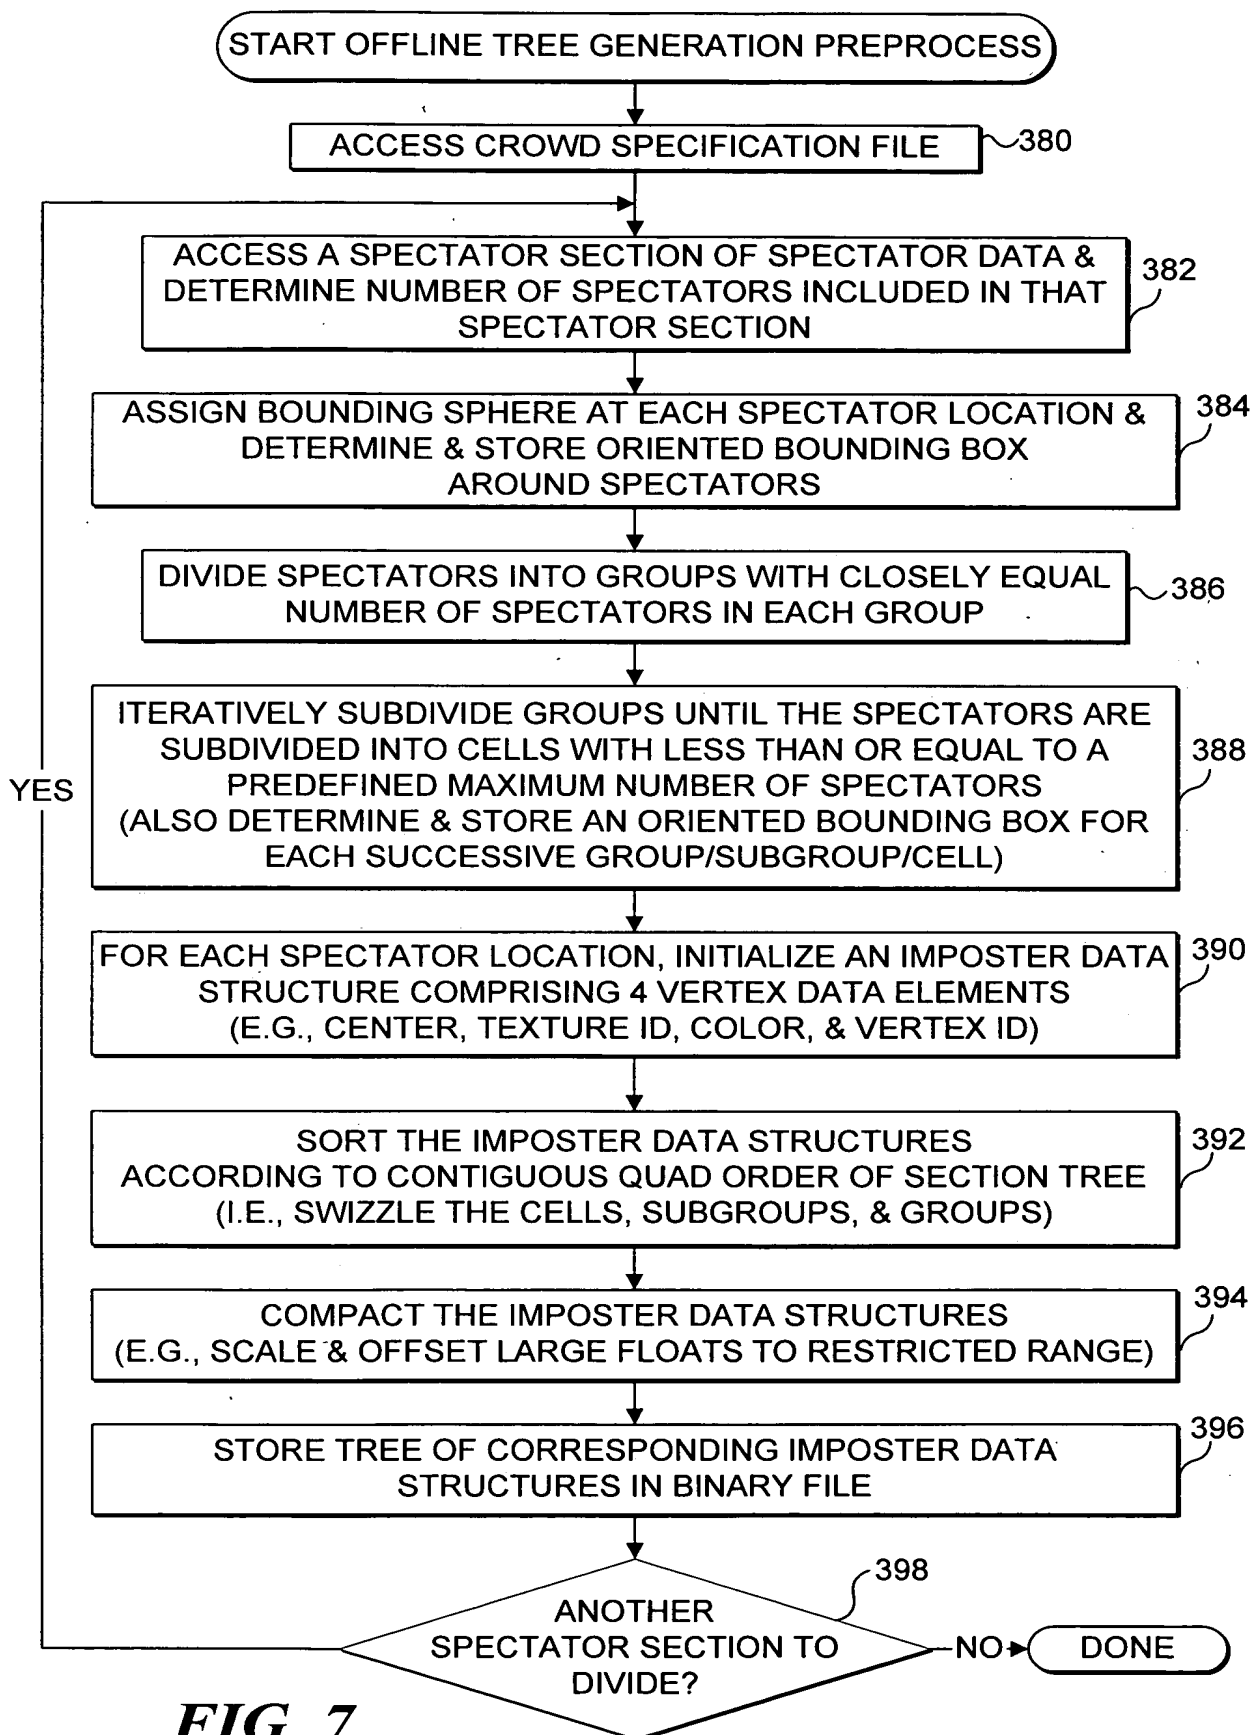 START OFFLINE TREE GENERATION PREPROCESS
ACCESS CROWD SPECIFICATION FILE
380
ACCESS A SPECTATOR SECTION OF SPECTATOR DATA &
DETERMINE NUMBER OF SPECTATORS INCLUDED IN THAT
SPECTATOR SECTION
382
ASSIGN BOUNDING SPHERE AT EACH SPECTATOR LOCATION &
DETERMINE & STORE ORIENTED BOUNDING BOX
AROUND SPECTATORS
384
DIVIDE SPECTATORS INTO GROUPS WITH CLOSELY EQUAL
NUMBER OF SPECTATORS IN EACH GROUP
386
ITERATIVELY SUBDIVIDE GROUPS UNTIL THE SPECTATORS ARE
SUBDIVIDED INTO CELLS WITH LESS THAN OR EQUAL TO A
PREDEFINED MAXIMUM NUMBER OF SPECTATORS
(ALSO DETERMINE & STORE AN ORIENTED BOUNDING BOX FOR
EACH SUCCESSIVE GROUP/SUBGROUP/CELL)
388
YES
FOR EACH SPECTATOR LOCATION, INITIALIZE AN IMPOSTER DATA
STRUCTURE COMPRISING 4 VERTEX DATA ELEMENTS
(E.G., CENTER, TEXTURE ID, COLOR, & VERTEX ID)
390
SORT THE IMPOSTER DATA STRUCTURES
ACCORDING TO CONTIGUOUS QUAD ORDER OF SECTION TREE
(I.E., SWIZZLE THE CELLS, SUBGROUPS, & GROUPS)
392
COMPACT THE IMPOSTER DATA STRUCTURES
(E.G., SCALE & OFFSET LARGE FLOATS TO RESTRICTED RANGE)
394
STORE TREE OF CORRESPONDING IMPOSTER DATA
STRUCTURES IN BINARY FILE
396
ANOTHER
SPECTATOR SECTION TO
DIVIDE?
398
NO
DONE
FIG. 7